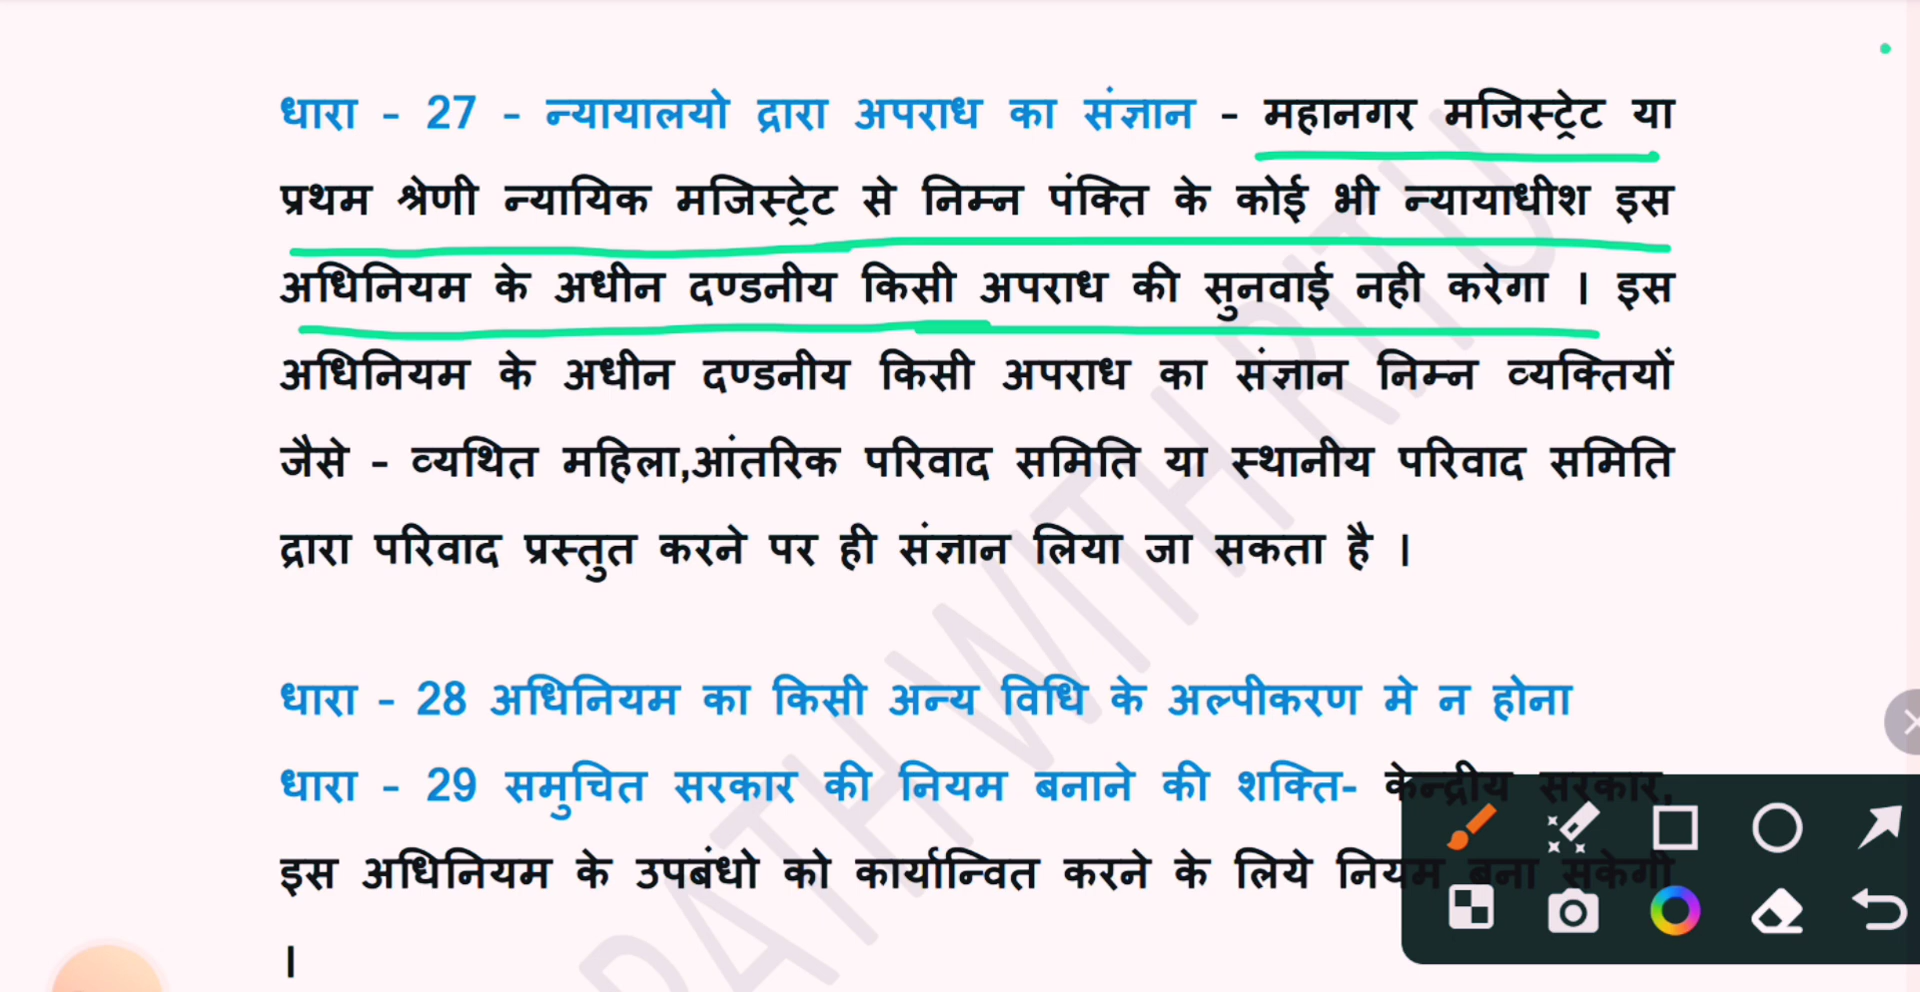 धारा - 27 - न्यायालयो द्रारा अपराध का संज्ञान - महानगर मजिस्ट्रेट या
प्रथम श्रेणी न्यायिक मजिस्ट्रेट से निम्न पंक्ति के कोई भी न्यायाधीश इस
अधिनियम के अधीन दण्डनीय किसी अपराध की सुनवाई नही करेगा । इस
अधिनियम के अधीन दण्डनीय किसी अपराध का संज्ञान निम्न व्यक्तियों
जैसे - व्यथित महिला,आंतरिक परिवाद समिति या स्थानीय परिवाद समिति
द्रारा परिवाद प्रस्तुत करने पर ही संज्ञान लिया जा सकता है ।
धारा - 28 अधिनियम का किसी अन्य विधि के अल्पीकरण मे न होना
धारा - 29 समुचित सरकार की नियम बनाने की शक्ति- केन्द्रीय सरकार,
इस अधिनियम के उपबंधो को कार्यान्वित करने के लिये नियम बना सकेगी
।
PATH WITH RITU